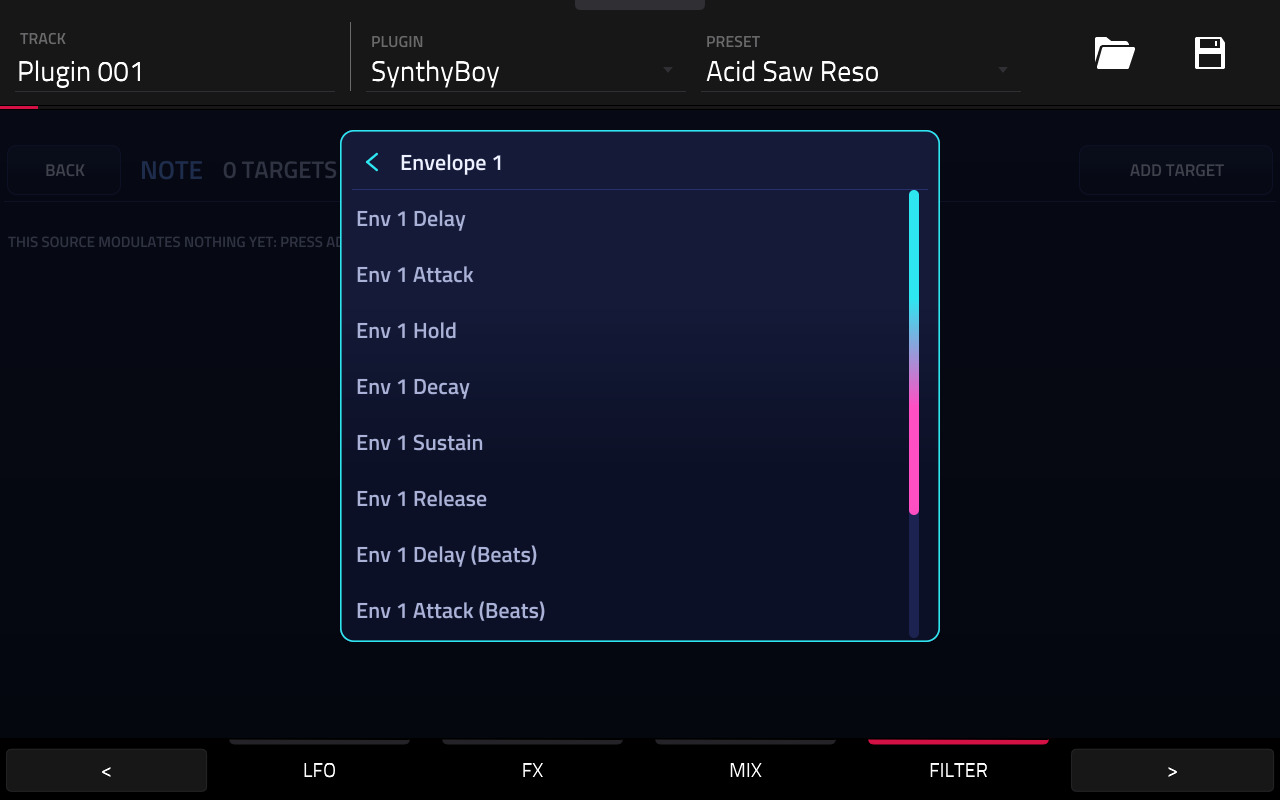 TRACK
Plugin 001
PLUGIN
SynthyBoy
PRESET
Acid Saw Reso
BACK
NOTE
0 TARGETS
ADD TARGET
THIS SOURCE MODULATES NOTHING YET: PRESS AD
< Envelope 1
Env 1 Delay
Env 1 Attack
Env 1 Hold
Env 1 Decay
Env 1 Sustain
Env 1 Release
Env 1 Delay (Beats)
Env 1 Attack (Beats)
<
LFO
FX
MIX
FILTER
>